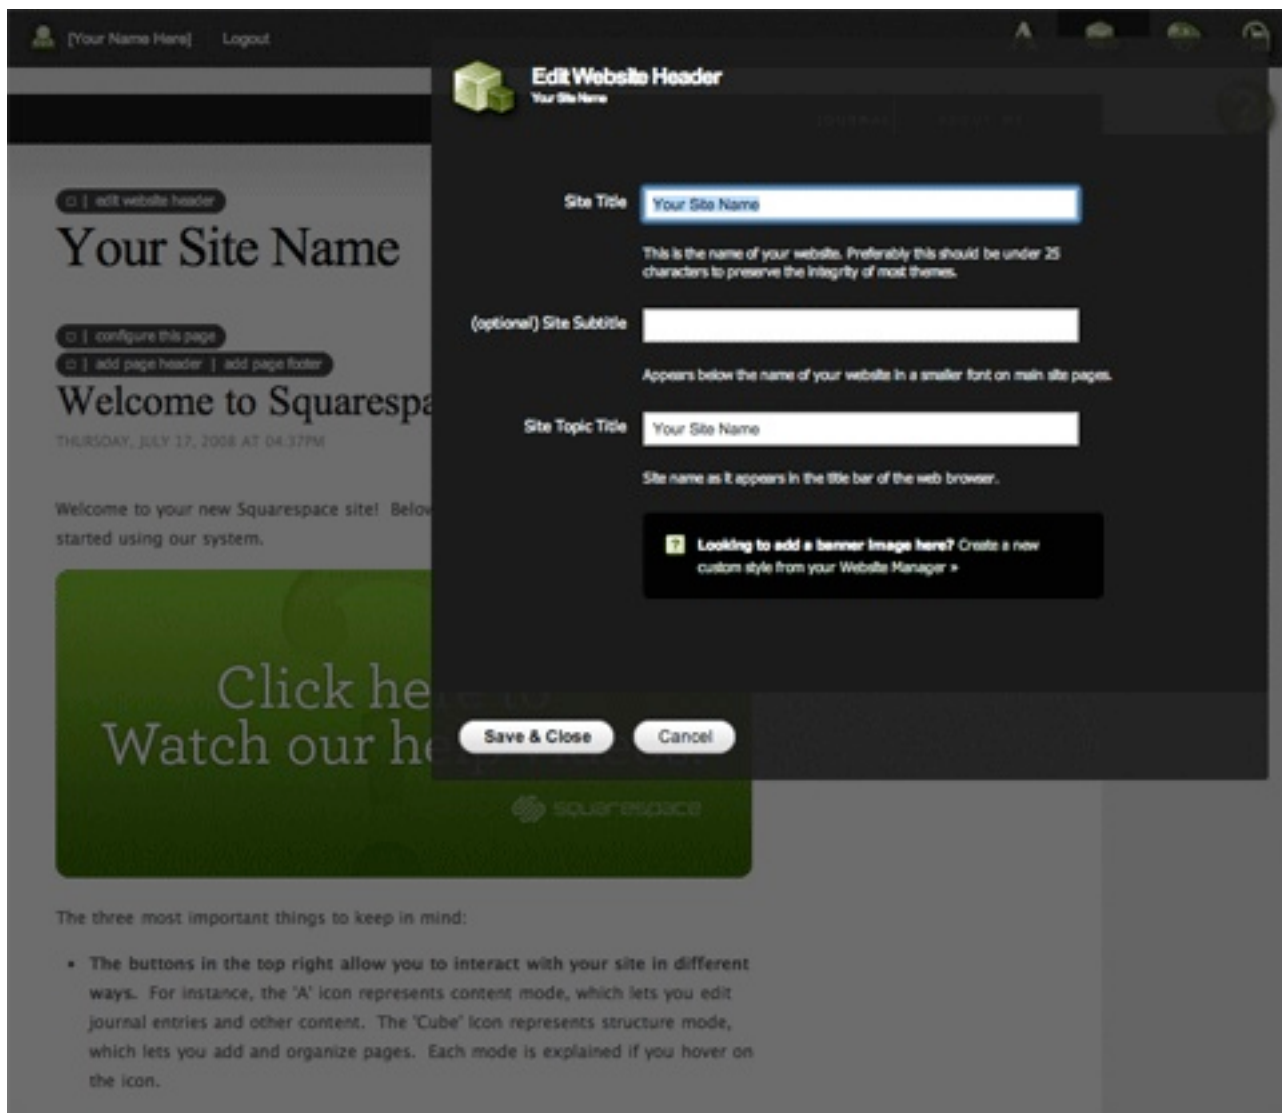 [Your Name Here] Logout
Edit Website Header
Your Site Name
JOURNAL ABOUT ME
edit website header
Your Site Name
Site Title Your Site Name
This is the name of your website. Preferably this should be under 25
characters to preserve the integrity of most themes.
configure this page
add page header | add page footer
(optional) Site Subtitle
Appears below the name of your website in a smaller font on main site pages.
Welcome to Squarespa
THURSDAY, JULY 17, 2008 AT 04:37PM
Site Topic Title Your Site Name
Site name as it appears in the title bar of the web browser.
Welcome to your new Squarespace site! Below
started using our system.
? Looking to add a banner image here? Create a new
custom style from your Website Manager »
Click here to
Watch our help videos.
squarespace
Save & Close Cancel
The three most important things to keep in mind:
• The buttons in the top right allow you to interact with your site in different
ways. For instance, the 'A' icon represents content mode, which lets you edit
journal entries and other content. The 'Cube' icon represents structure mode,
which lets you add and organize pages. Each mode is explained if you hover on
the icon.